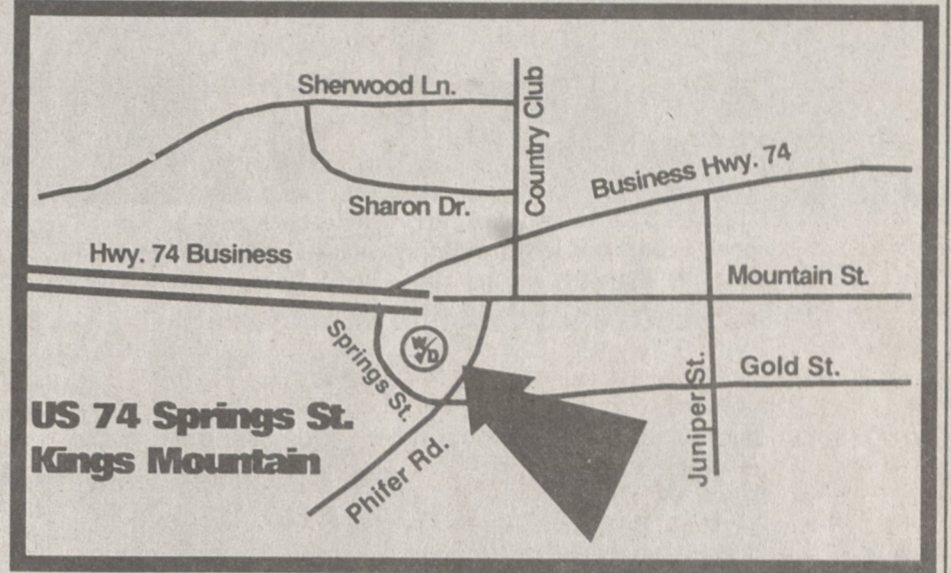 Sherwood Ln.
Country Club
Business Hwy. 74
Sharon Dr.
Hwy. 74 Business
Mountain St.
Springs St.
W/D
Gold St.
Juniper St.
US 74 Springs St.
Kings Mountain
Phifer Rd.